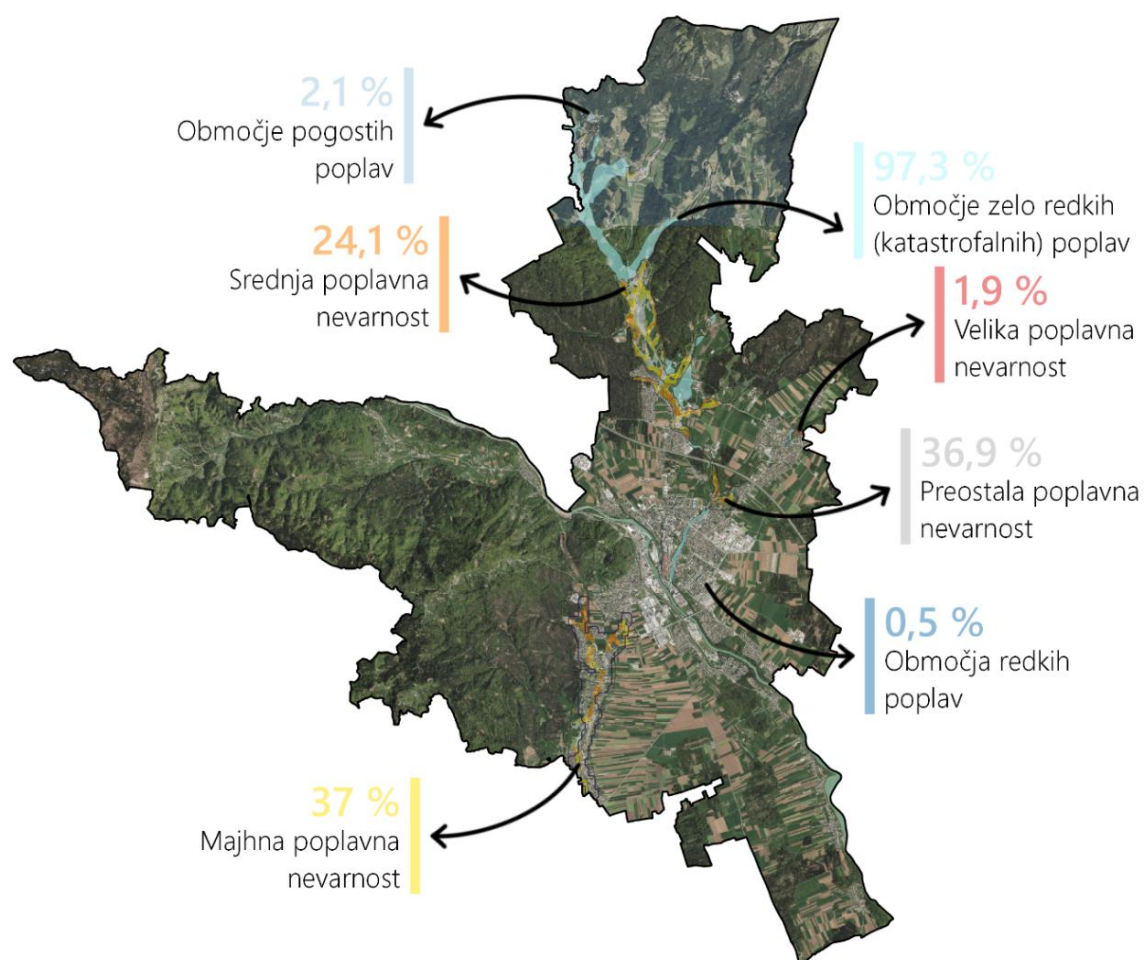 2,1 %
Območje pogostih
poplav
97,3 %
Območje zelo redkih
(katastrofalnih) poplav
24,1 %
Srednja poplavna
nevarnost
1,9 %
Velika poplavna
nevarnost
36,9 %
Preostala poplavna
nevarnost
0,5 %
Območja redkih
poplav
37 %
Majhna poplavna
nevarnost